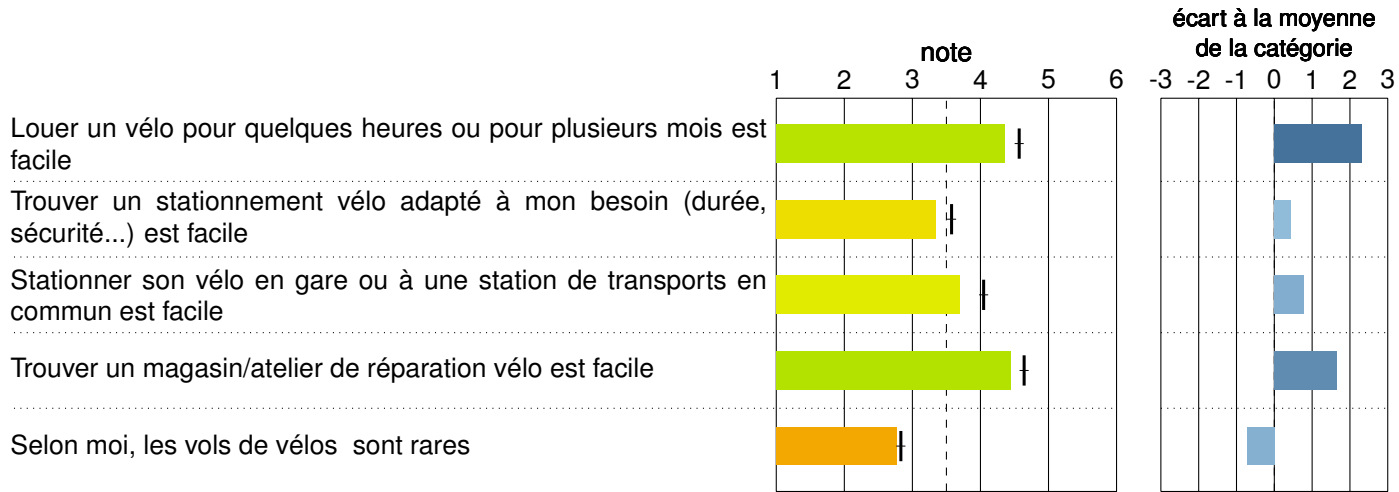 écart à la moyenne
de la catégorie
note
1 2 3 4 5 6
-3 -2 -1 0 1 2 3
Louer un vélo pour quelques heures ou pour plusieurs mois est
facile
Trouver un stationnement vélo adapté à mon besoin (durée,
sécurité...) est facile
Stationner son vélo en gare ou à une station de transports en
commun est facile
Trouver un magasin/atelier de réparation vélo est facile
Selon moi, les vols de vélos sont rares